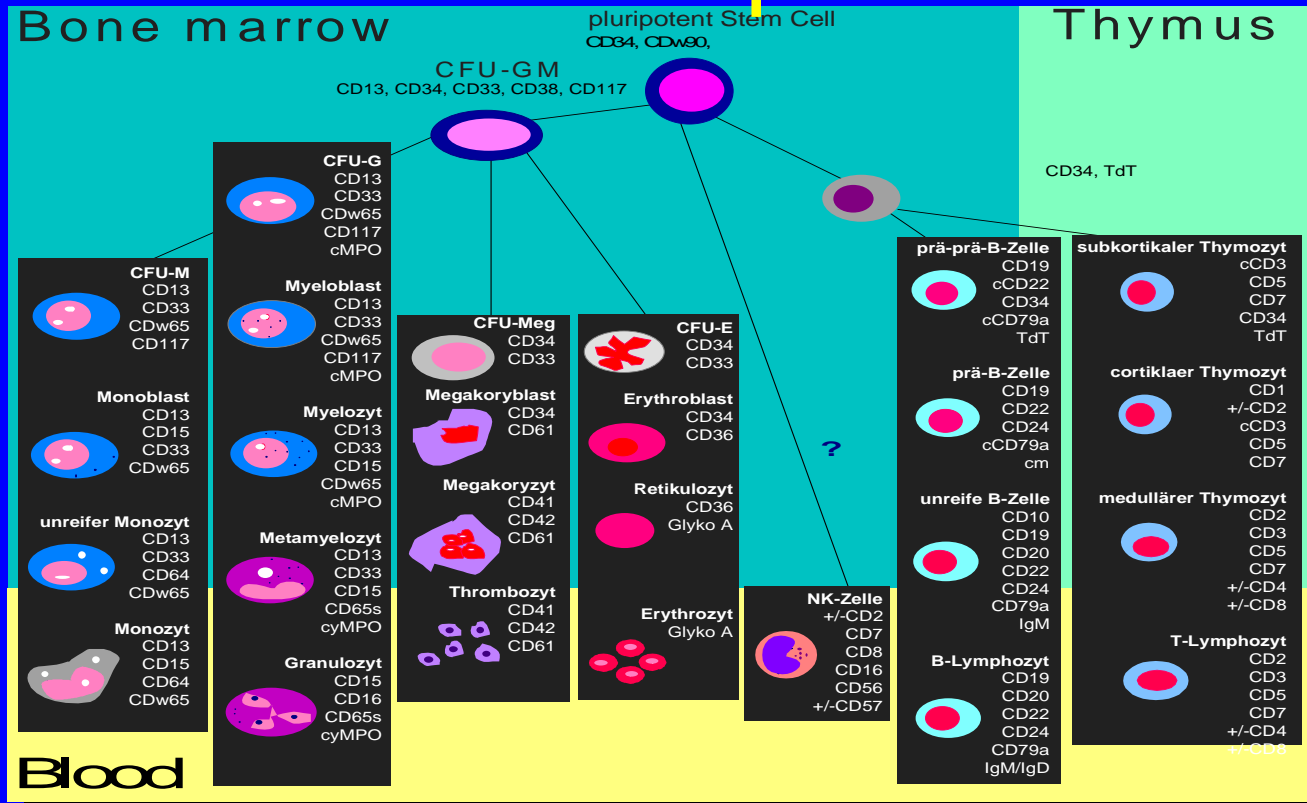 Bone marrow
pluripotent Stem Cell
CD34, CDw90,
Thymus
CFU-GM
CD13, CD34, CD33, CD38, CD117
CD34, TdT
CFU-M
CD13
CD33
CDw65
CD117
Monoblast
CD13
CD15
CD33
CDw65
unreifer Monozyt
CD13
CD33
CD64
CDw65
Monozyt
CD13
CD15
CD64
CDw65
CFU-G
CD13
CD33
CDw65
CD117
cMPO
Myeloblast
CD13
CD33
CDw65
CD117
cMPO
Myelozyt
CD13
CD33
CD15
CDw65
cMPO
Metamyelozyt
CD13
CD33
CD15
CD65s
cyMPO
Granulozyt
CD15
CD16
CD65s
cyMPO
CFU-Meg
CD34
CD33
Megakoryblast
CD34
CD61
Megakoryzyt
CD41
CD42
CD61
Thrombozyt
CD41
CD42
CD61
CFU-E
CD34
CD33
Erythroblast
CD34
CD36
Retikulozyt
CD36
Glyko A
Erythrozyt
Glyko A
?
NK-Zelle
+/-CD2
CD7
CD8
CD16
CD56
+/-CD57
prä-prä-B-Zelle
CD19
cCD22
CD34
cCD79a
TdT
prä-B-Zelle
CD19
CD22
CD24
cCD79a
cm
unreife B-Zelle
CD10
CD19
CD20
CD22
CD24
CD79a
IgM
B-Lymphozyt
CD19
CD20
CD22
CD24
CD79a
IgM/IgD
subkortikaler Thymozyt
cCD3
CD5
CD7
CD34
TdT
cortiklaer Thymozyt
CD1
+/-CD2
cCD3
CD5
CD7
medullärer Thymozyt
CD2
CD3
CD5
CD7
+/-CD4
+/-CD8
T-Lymphozyt
CD2
CD3
CD5
CD7
+/-CD4
+/-CD8
Blood